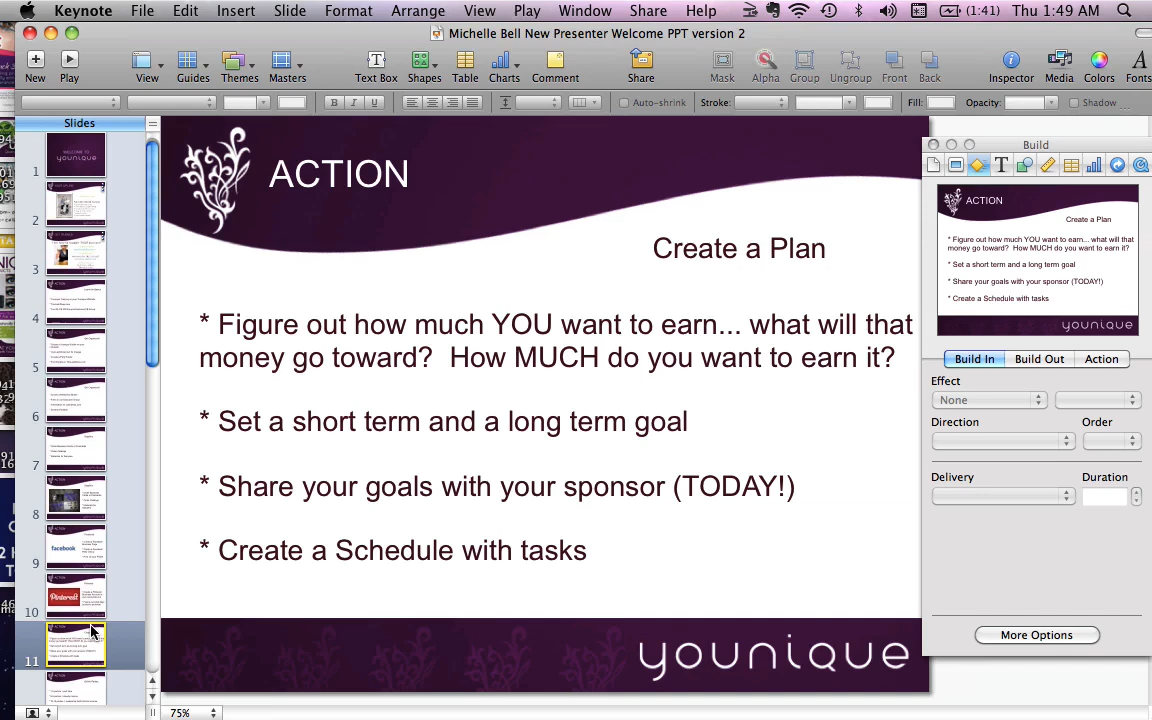 Keynote File Edit Insert Slide Format Arrange View Play Window Share Help (1:41) Thu 1:49 AM
Michelle Bell New Presenter Welcome PPT version 2
New Play View Guides Themes Masters Text Box Shapes Table Charts Comment Share Mask Alpha Group Ungroup Front Back Inspector Media Colors Fonts
B I U Auto-shrink Stroke: Fill: Opacity: Shadow
Slides
1
WELCOME TO
younique
2
3
4
5
6
7
8
9
facebook
10
Pinterest
11
ACTION
Create a Plan
* Figure out how much YOU want to earn... what will that
money go toward?  How MUCH do you want to earn it?
* Set a short term and a long term goal
* Share your goals with your sponsor (TODAY!)
* Create a Schedule with tasks
younique
Build
ACTION
Create a Plan
* Figure out how much YOU want to earn... what will that
money go toward?  How MUCH do you want to earn it?
* Set a short term and a long term goal
* Share your goals with your sponsor (TODAY!)
* Create a Schedule with tasks
younique
Build In Build Out Action
Effect
None
Direction Order
Delivery Duration
More Options
75%